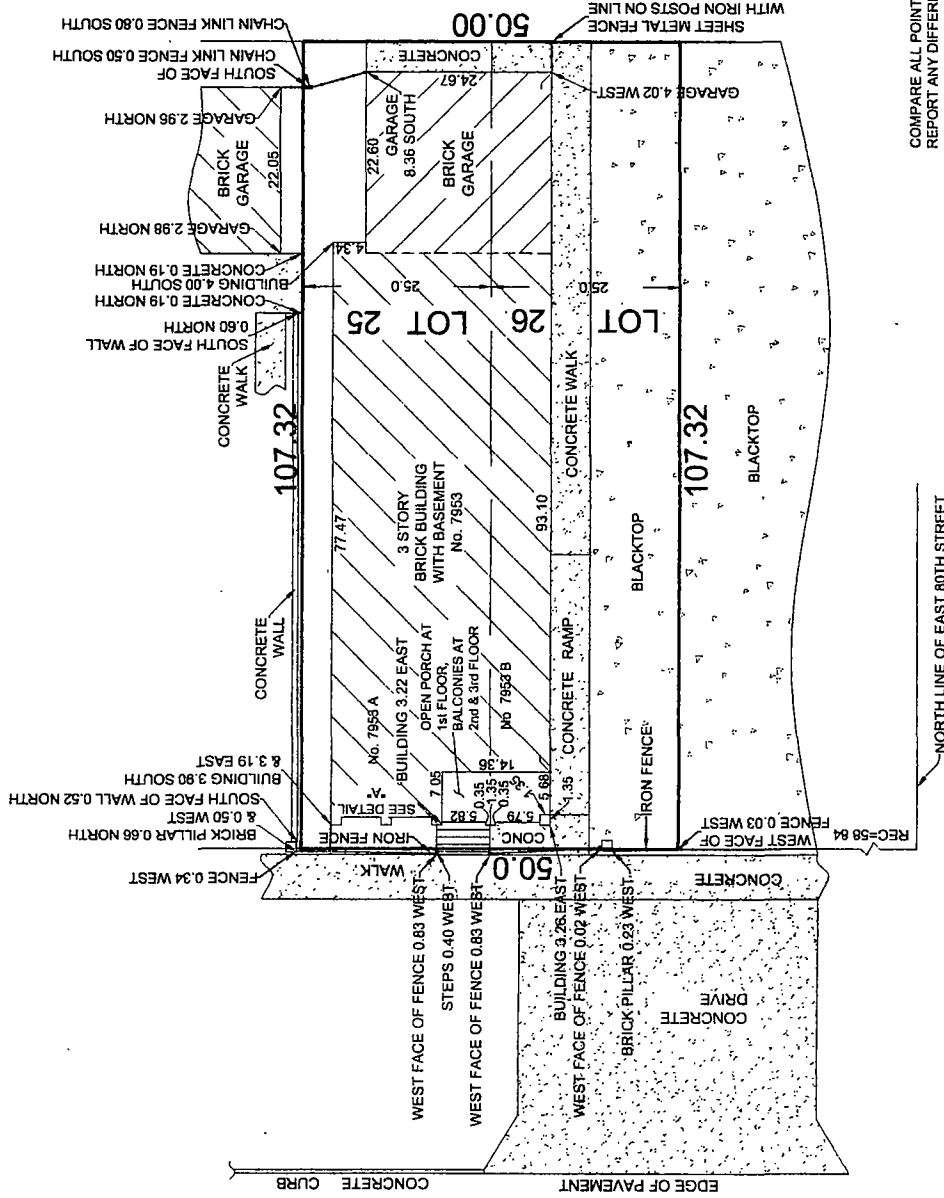 SHEET METAL FENCE
WITH IRON POSTS ON LINE
50.00
CHAIN LINK FENCE 0.80 SOUTH
SOUTH FACE OF
CHAIN LINK FENCE 0.50 SOUTH
GARAGE 2.96 NORTH
BRICK
GARAGE
22.05
GARAGE 2.98 NORTH
CONCRETE 0.19 NORTH
BUILDING 4.00 SOUTH
CONCRETE 0.19 NORTH
SOUTH FACE OF WALL
0.60 NORTH
CONCRETE
WALK
CONCRETE
24.67
GARAGE 4.02 WEST
22.60
GARAGE
8.36 SOUTH
BRICK
GARAGE
4.34
25.0
25.0
LOT 25
LOT 26
COMPARE ALL POINT
REPORT ANY DIFFERE
107.32
CONCRETE
WALL
77.47
3 STORY
BRICK BUILDING
WITH BASEMENT
No. 7953
93.10
CONCRETE WALK
BLACKTOP
107.32
BLACKTOP
CONCRETE RAMP
No. 7953 A
BUILDING 3.22 EAST
OPEN PORCH AT
1st FLOOR,
BALCONIES AT
2nd & 3rd FLOOR
No 7953 B
14.36
7.05
5.82
0.35
1.35
0.35
5.79
5.68
1.35
SEE DETAIL
"A"
BUILDING 3.90 SOUTH
& 3.19 EAST
SOUTH FACE OF WALL 0.52 NORTH
& 0.50 WEST
BRICK PILLAR 0.66 NORTH
FENCE 0.34 WEST
IRON FENCE
CONC
IRON FENCE
WEST FACE OF
FENCE 0.03 WEST
REC=58.84
NORTH LINE OF EAST 80TH STREET
WALK
50.0
CONCRETE
WEST FACE OF FENCE 0.83 WEST
STEPS 0.40 WEST
WEST FACE OF FENCE 0.83 WEST
BUILDING 3.26 EAST
WEST FACE OF FENCE 0.02 WEST
BRICK PILLAR 0.23 WEST
CONCRETE
DRIVE
CONCRETE CURB
EDGE OF PAVEMENT